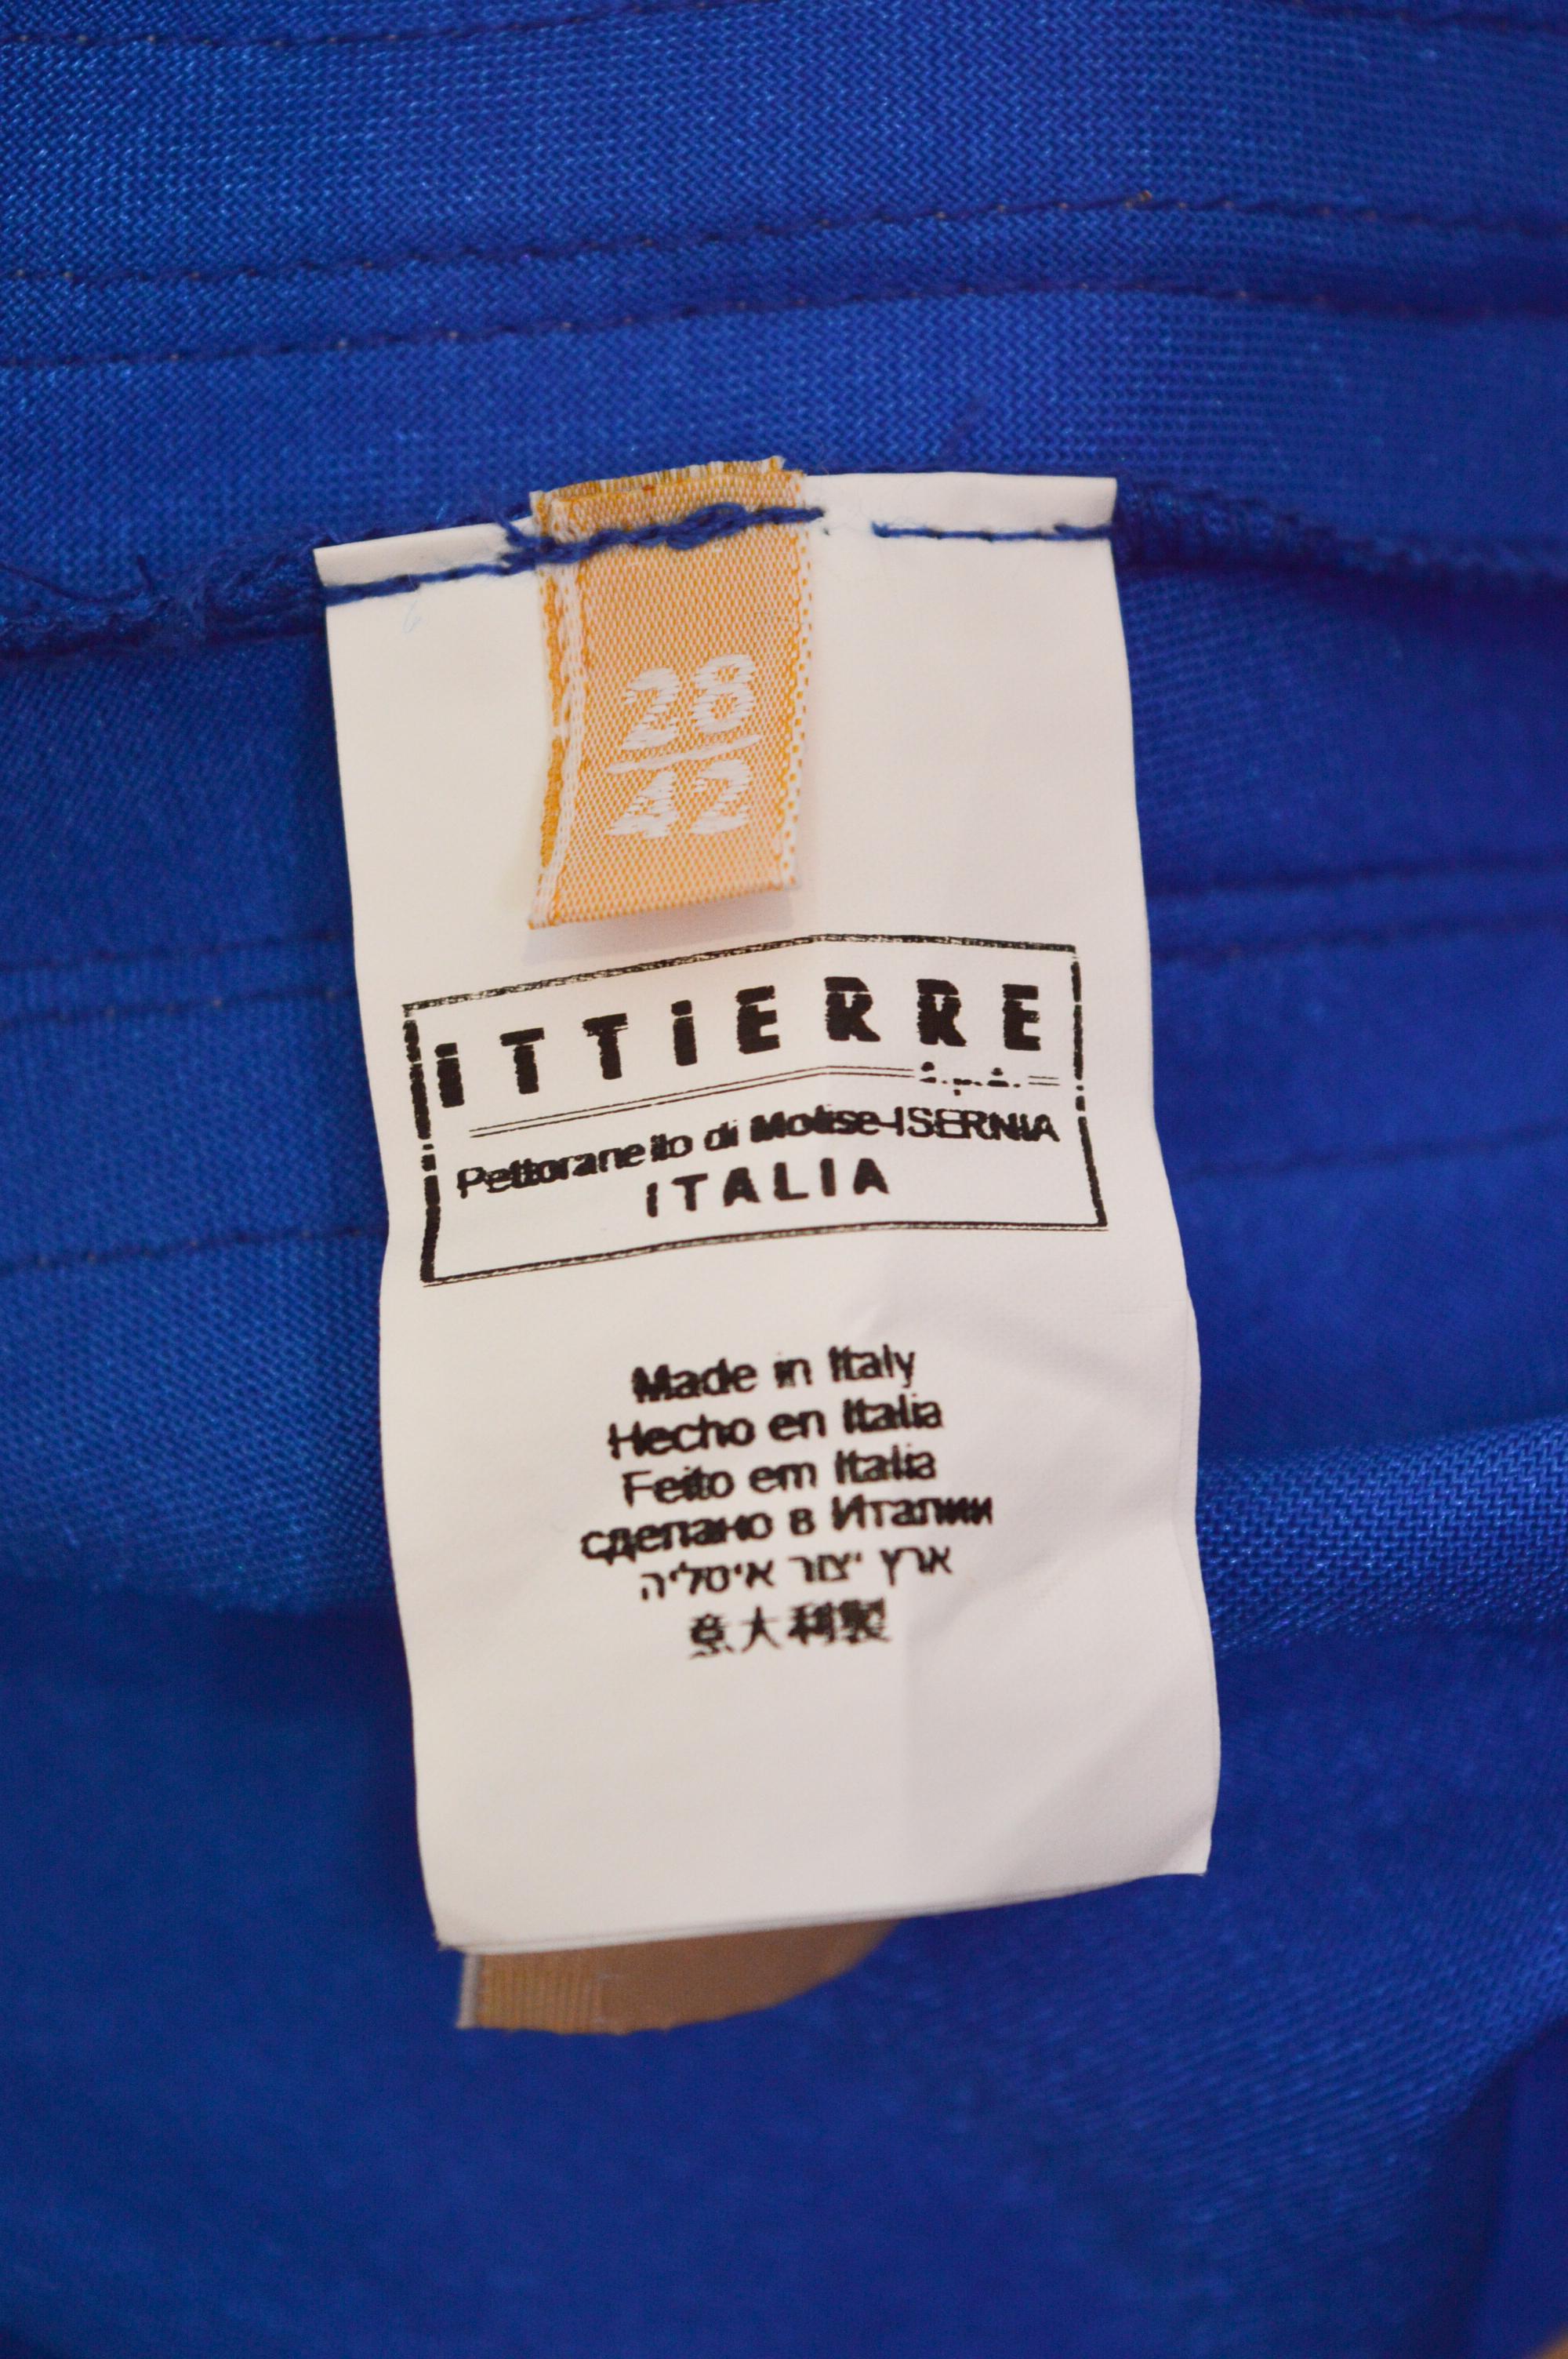 28
42
ITTIERRE
S.p.A.
Pettoranello di Molise-ISERNIA
ITALIA
Made in Italy
Hecho en Italia
Feito em Italia
сделано в Италии
ארץ יצור איטליה
意大利製